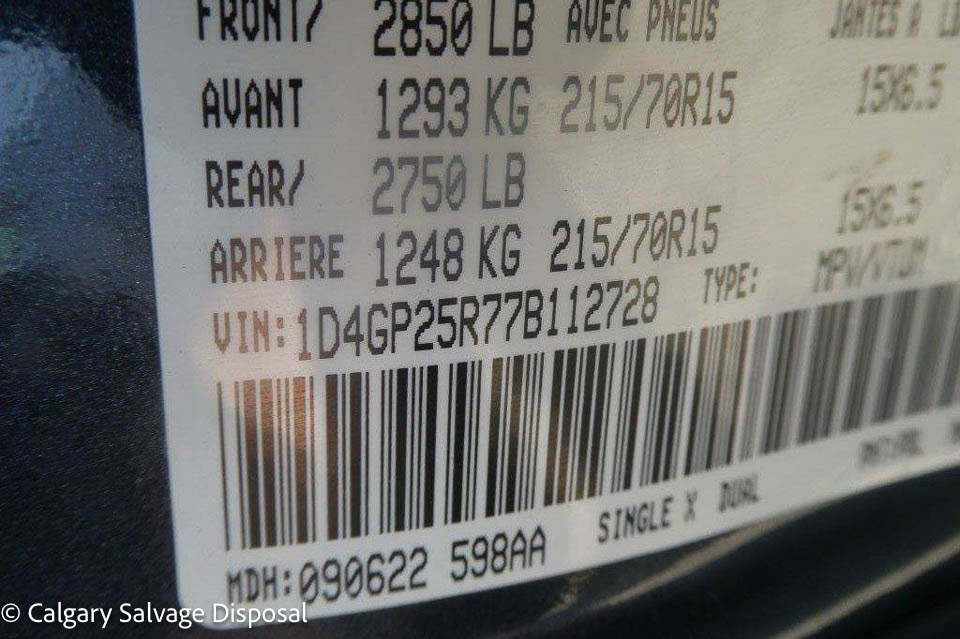 FRONT/ 2850 LB AVEC PNEUS JANTES A
AVANT 1293 KG 215/70R15 15X6.5
REAR/ 2750 LB
ARRIERE 1248 KG 215/70R15 15X6.5
VIN:1D4GP25R77B112728 TYPE: MPV/VTUM
SINGLE X DUAL
MDH:090622 598AA
© Calgary Salvage Disposal